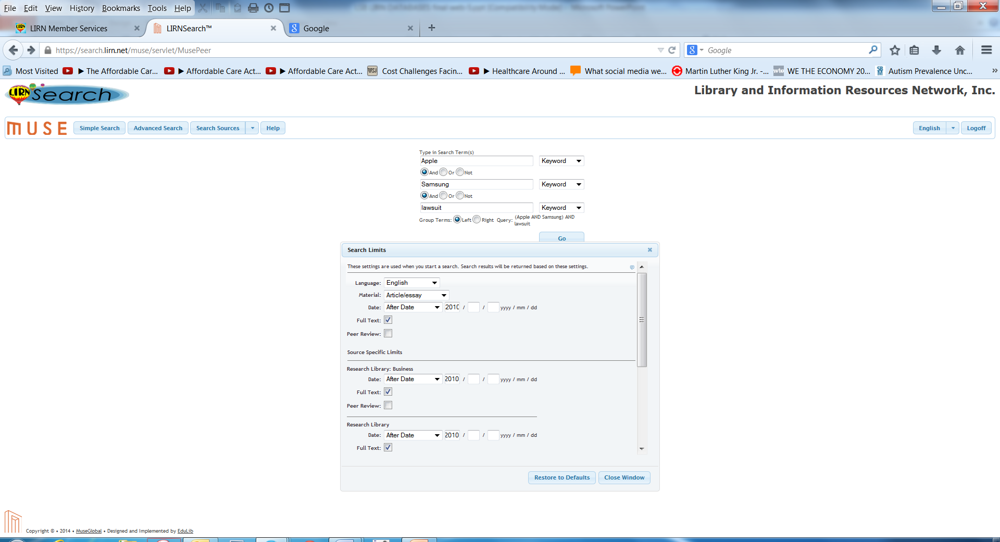 File Edit View History Bookmarks Tools Help
LIRN Member Services
LIRNSearch™
Google
https://search.lirn.net/muse/servlet/MusePeer
Google
Most Visited
▶ The Affordable Car...
▶ Affordable Care Act...
▶ Affordable Care Act...
WSJ Cost Challenges Facin...
▶ Healthcare Around ...
What social media we...
Martin Luther King Jr. -...
wte WE THE ECONOMY 20...
Autism Prevalence Unc...
LIRN Search
Library and Information Resources Network, Inc.
MUSE
Simple Search
Advanced Search
Search Sources
Help
English
Logoff
Type in Search Term(s)
Apple Keyword
And Or Not
Samsung Keyword
And Or Not
lawsuit Keyword
Group Terms: Left Right Query: (Apple AND Samsung) AND
lawsuit
Go
Search Limits
These settings are used when you start a search. Search results will be returned based on these settings.
Language: English
Material: Article/essay
Date: After Date 2010 / / yyyy / mm / dd
Full Text:
Peer Review:
Source Specific Limits
Research Library: Business
Date: After Date 2010 / / yyyy / mm / dd
Full Text:
Peer Review:
Research Library
Date: After Date 2010 / / yyyy / mm / dd
Full Text:
Restore to Defaults
Close Window
Copyright © • 2014 • MuseGlobal • Designed and Implemented by EduLib